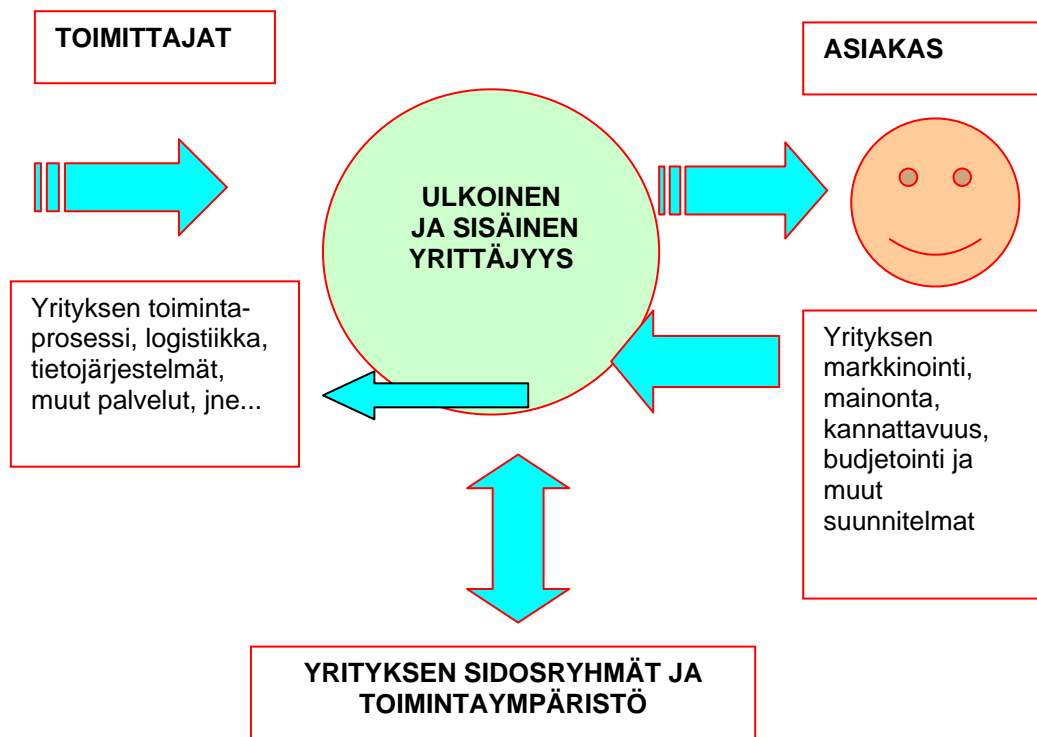 TOIMITTAJAT
ASIAKAS
ULKOINEN
JA SISÄINEN
YRITTÄJYYS
Yrityksen toiminta-
prosessi, logistiikka,
tietojärjestelmät,
muut palvelut, jne...
Yrityksen
markkinointi,
mainonta,
kannattavuus,
budjetointi ja
muut
suunnitelmat
YRITYKSEN SIDOSRYHMÄT JA
TOIMINTAYMPÄRISTÖ